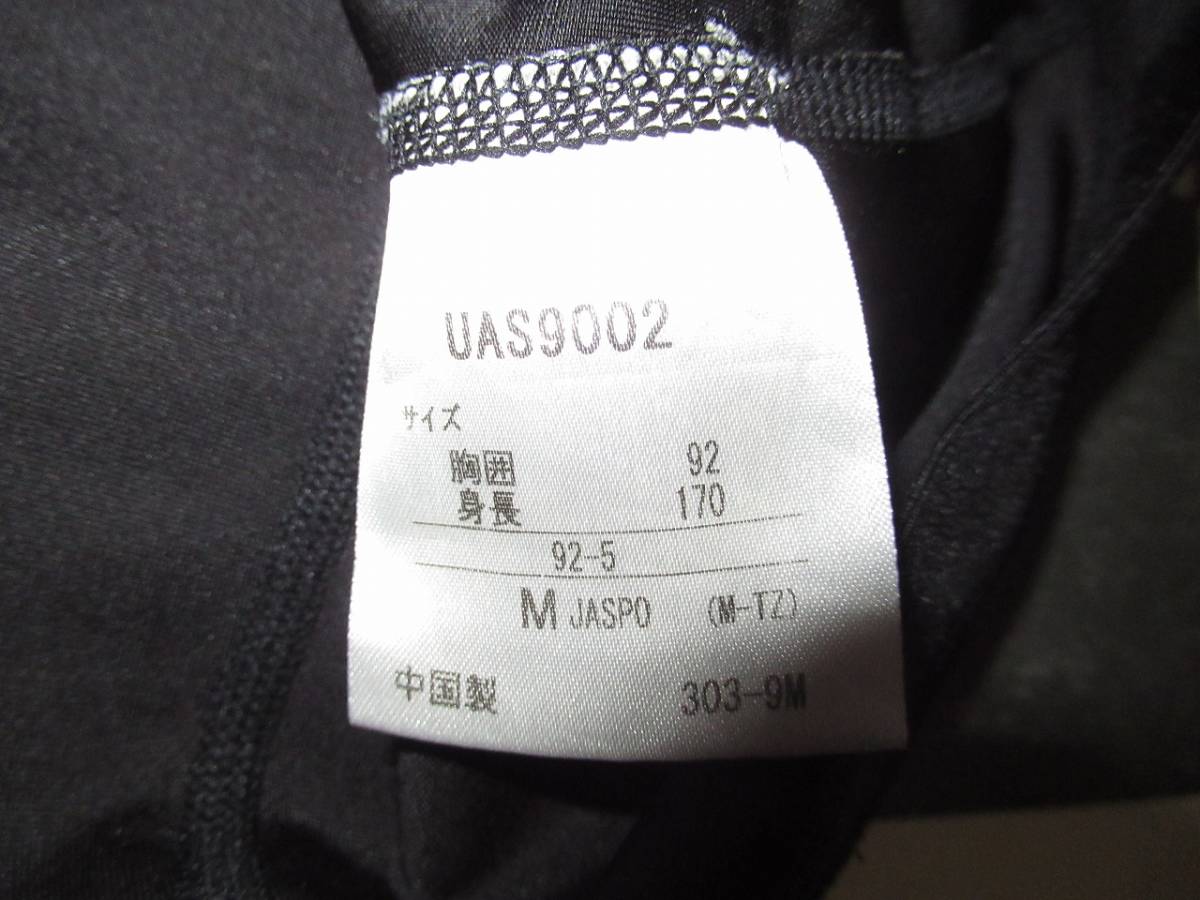 UAS9002
サイズ
胸囲 92
身長 170
92-5
M JASPO (M-TZ)
中国製 303-9M